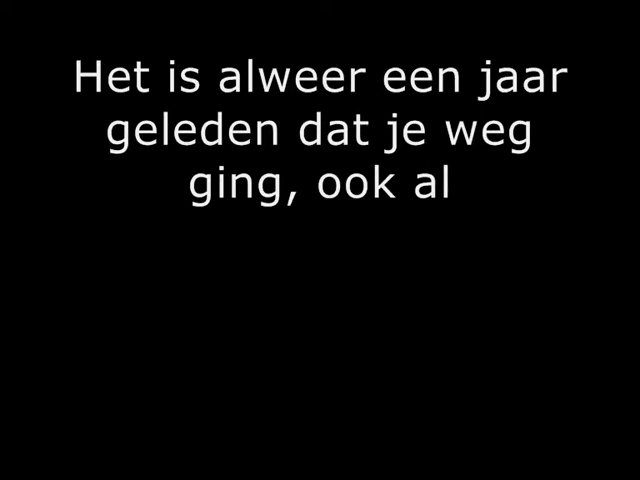 Het is alweer een jaar
geleden dat je weg
ging, ook al